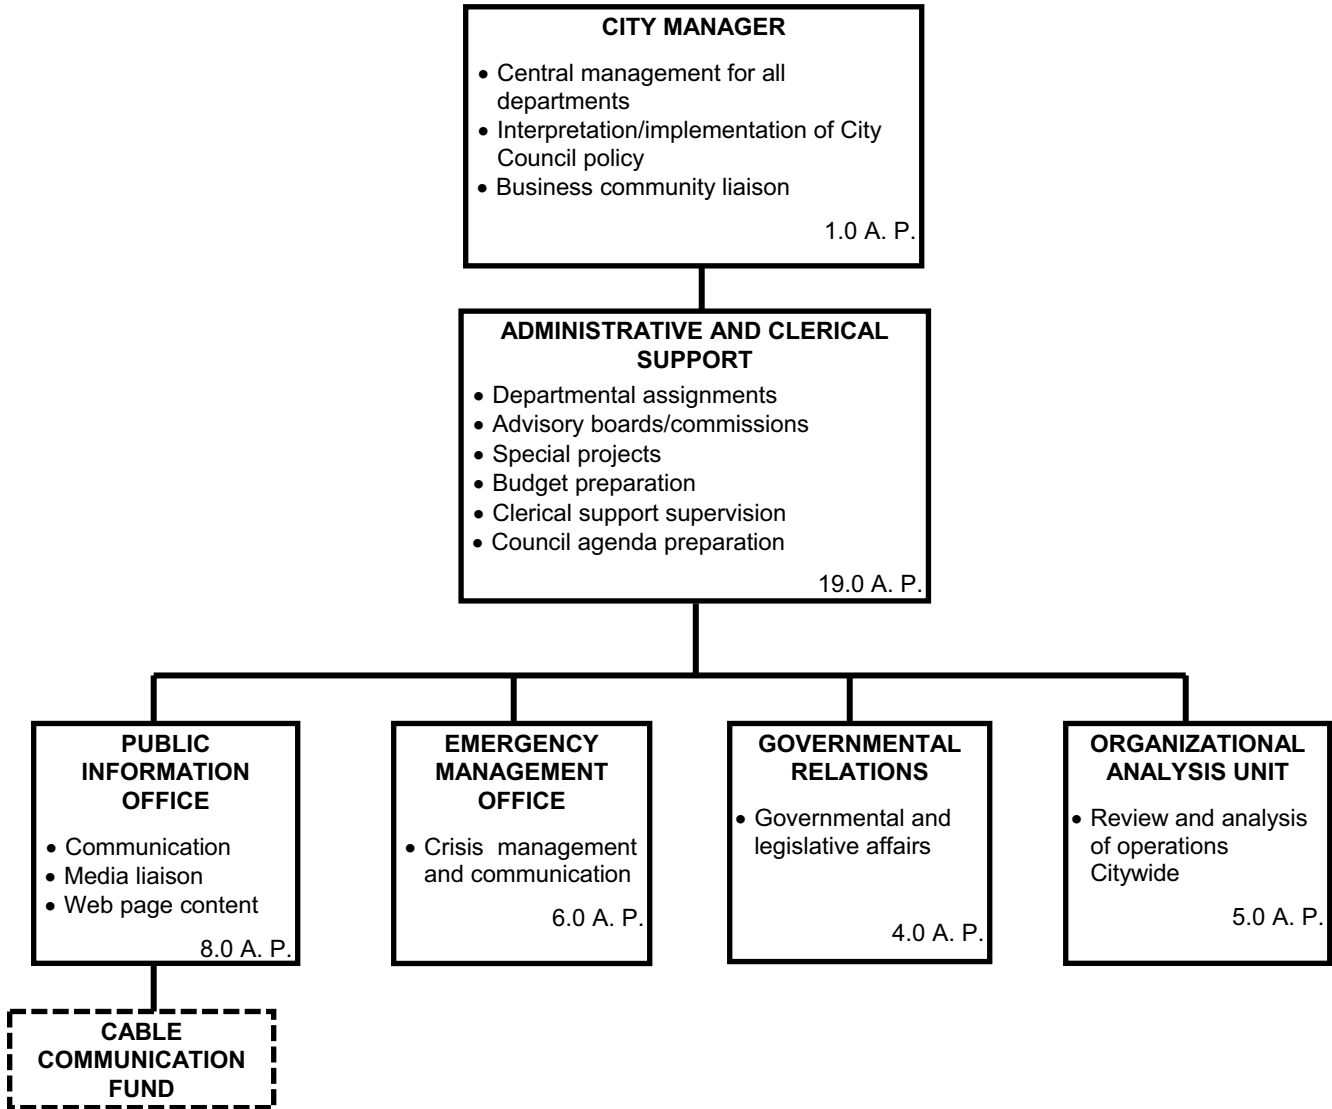 CITY MANAGER
• Central management for all
departments
• Interpretation/implementation of City
Council policy
• Business community liaison
1.0 A. P.
ADMINISTRATIVE AND CLERICAL
SUPPORT
• Departmental assignments
• Advisory boards/commissions
• Special projects
• Budget preparation
• Clerical support supervision
• Council agenda preparation
19.0 A. P.
PUBLIC
INFORMATION
OFFICE
• Communication
• Media liaison
• Web page content
8.0 A. P.
EMERGENCY
MANAGEMENT
OFFICE
• Crisis management
and communication
6.0 A. P.
GOVERNMENTAL
RELATIONS
• Governmental and
legislative affairs
4.0 A. P.
ORGANIZATIONAL
ANALYSIS UNIT
• Review and analysis
of operations
Citywide
5.0 A. P.
CABLE
COMMUNICATION
FUND